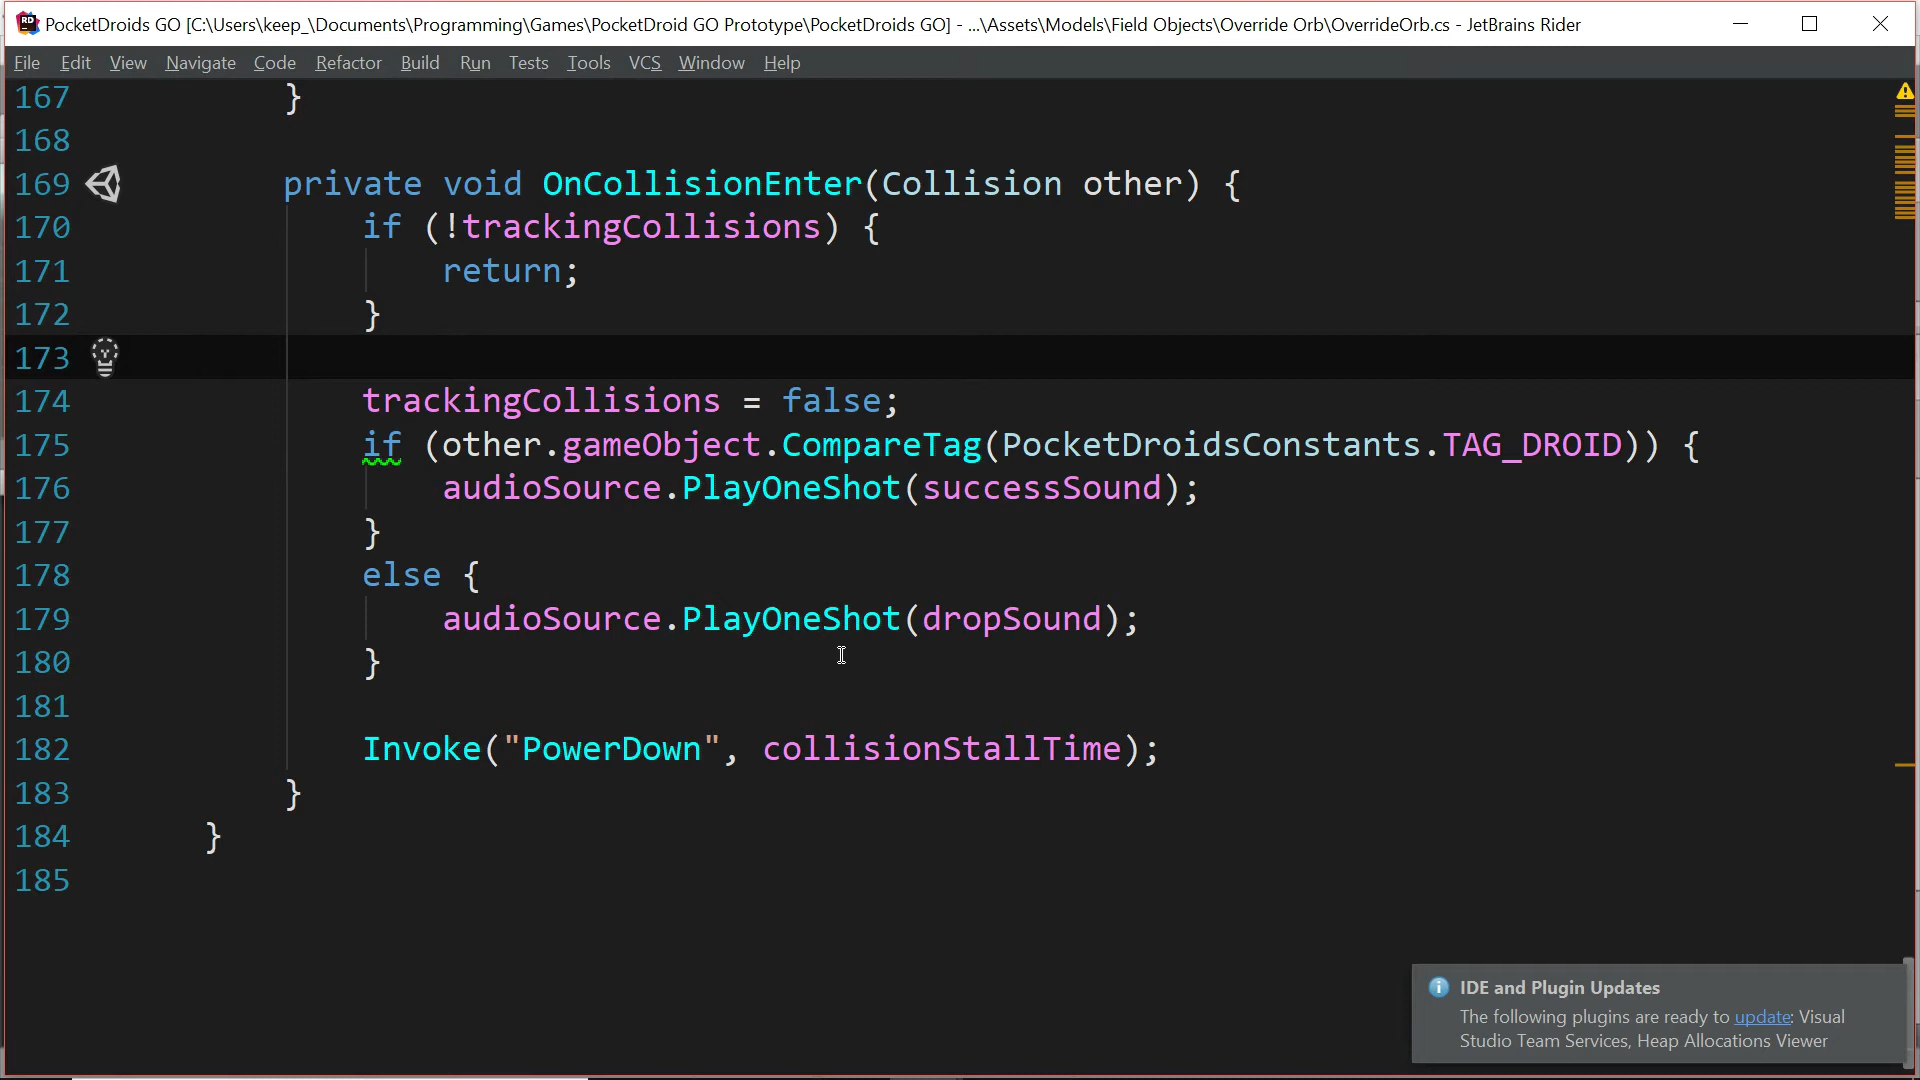 PocketDroids GO [C:\Users\keep_\Documents\Programming\Games\PocketDroid GO Prototype\PocketDroids GO] - ...\Assets\Models\Field Objects\Override Orb\OverrideOrb.cs - JetBrains Rider
File Edit View Navigate Code Refactor Build Run Tests Tools VCS Window Help
167 }
168
169 private void OnCollisionEnter(Collision other) {
170 if (!trackingCollisions) {
171 return;
172 }
173
174 trackingCollisions = false;
175 if (other.gameObject.CompareTag(PocketDroidsConstants.TAG_DROID)) {
176 audioSource.PlayOneShot(successSound);
177 }
178 else {
179 audioSource.PlayOneShot(dropSound);
180 }
181
182 Invoke("PowerDown", collisionStallTime);
183 }
184 }
185
IDE and Plugin Updates
The following plugins are ready to update: Visual
Studio Team Services, Heap Allocations Viewer